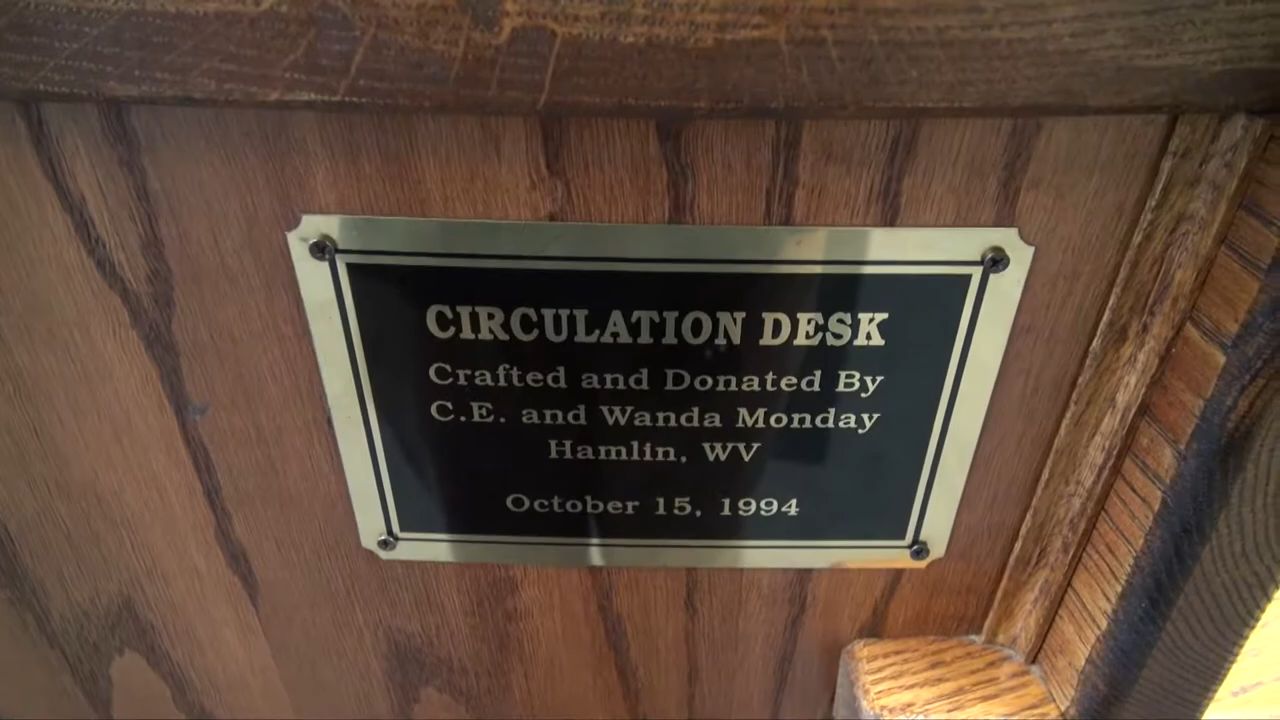 CIRCULATION DESK
Crafted and Donated By
C.E. and Wanda Monday
Hamlin, WV
October 15, 1994